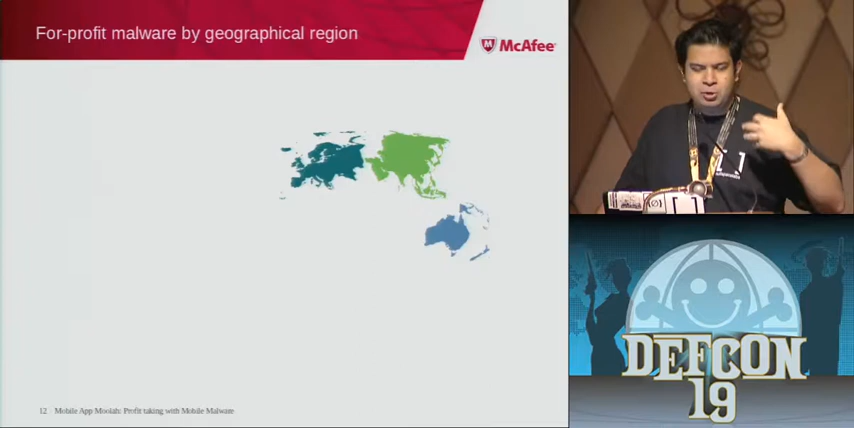 For-profit malware by geographical region
McAfee
12 Mobile App Moolah: Profit taking with Mobile Malware
DEFCON
19